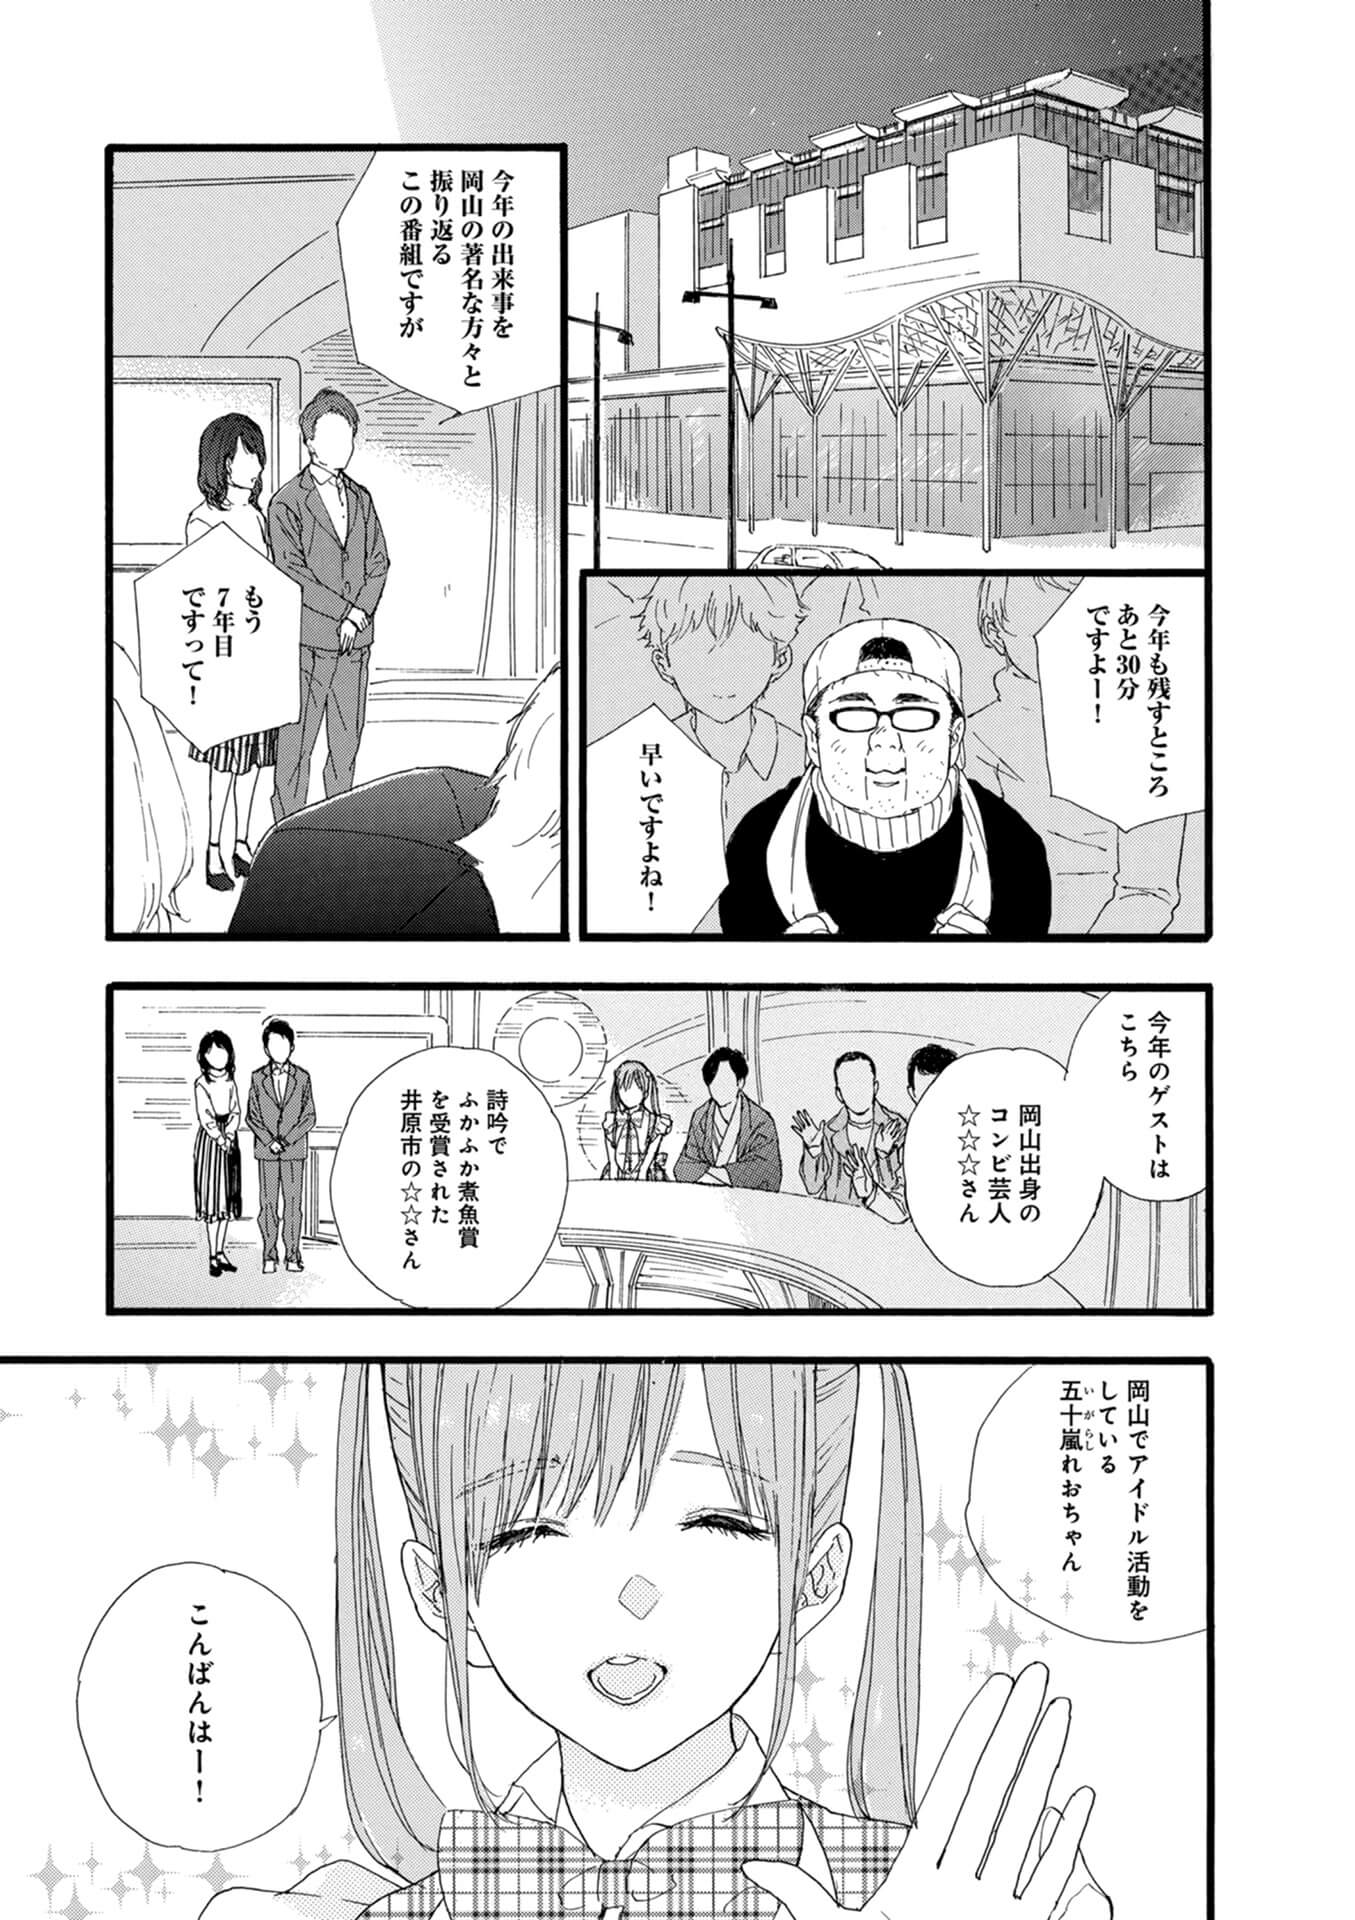 今年も残すところ
あと30分
ですよー！
早いですよね！
今年の出来事を
岡山の著名な方々と
振り返る
この番組ですが
もう
7年目
ですって！
今年のゲストは
こちら
岡山出身の
コンビ芸人
☆☆☆さん
詩吟で
ふかふか煮魚賞
を受賞された
井原市の☆☆さん
岡山でアイドル活動を
している
五十嵐れおちゃん
いがらし
こんばんはー！